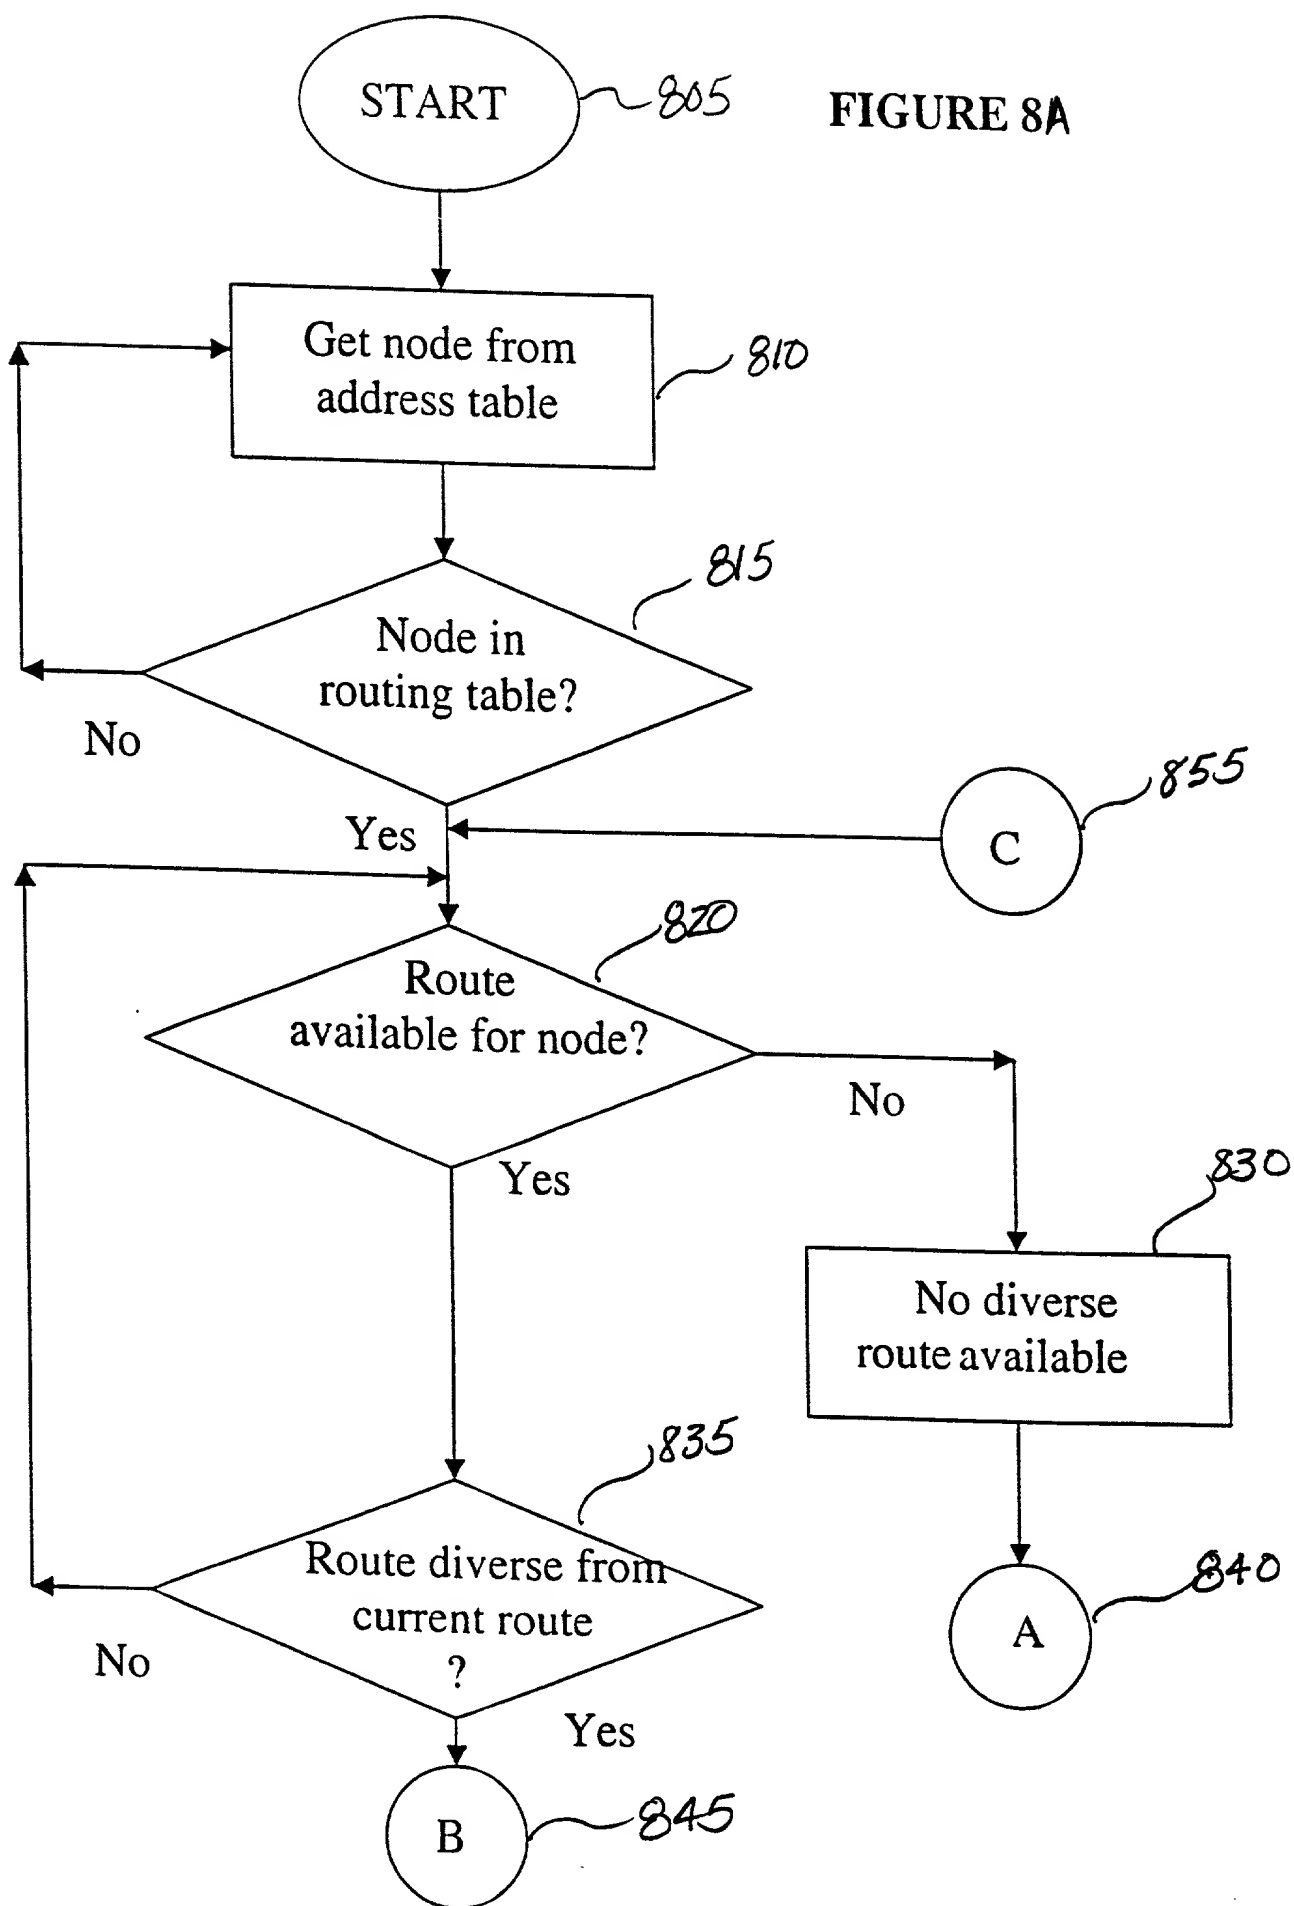 START
805
FIGURE 8A
Get node from
address table
810
815
Node in
routing table?
No
Yes
855
C
820
Route
available for node?
No
Yes
830
No diverse
route available
835
Route diverse from
current route
?
840
A
No
Yes
B
845